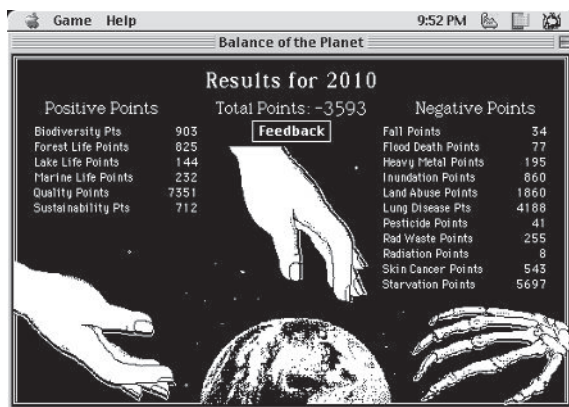 Game Help 9:52 PM
Balance of the Planet
Results for 2010
Positive Points
Biodiversity Pts 903
Forest Life Points 825
Lake Life Points 144
Marine Life Points 232
Quality Points 7351
Sustainability Pts 712
Total Points: -3593
Feedback
Negative Points
Fall Points 34
Flood Death Points 77
Heavy Metal Points 195
Inundation Points 860
Land Abuse Points 1860
Lung Disease Pts 4188
Pesticide Points 41
Rad Waste Points 255
Radiation Points 8
Skin Cancer Points 543
Starvation Points 5697